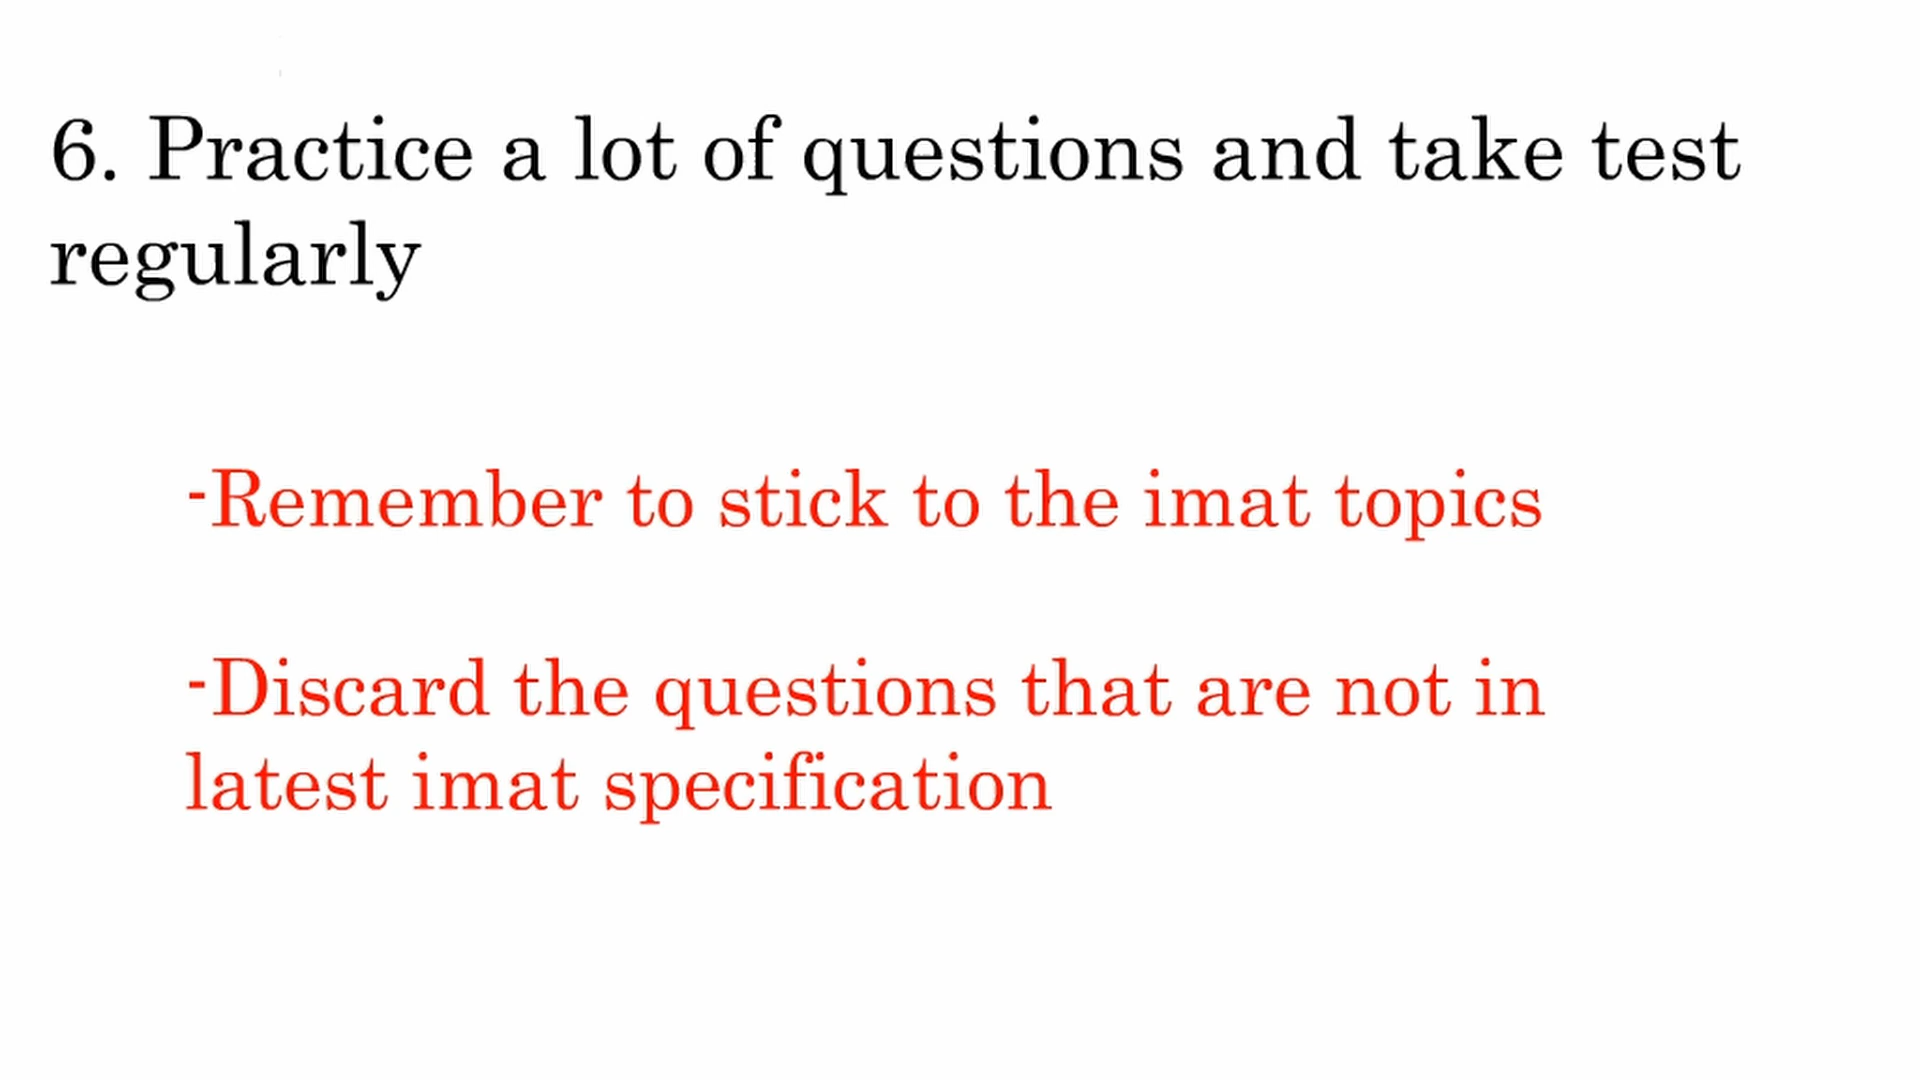 6. Practice a lot of questions and take test
regularly
-Remember to stick to the imat topics
-Discard the questions that are not in
latest imat specification